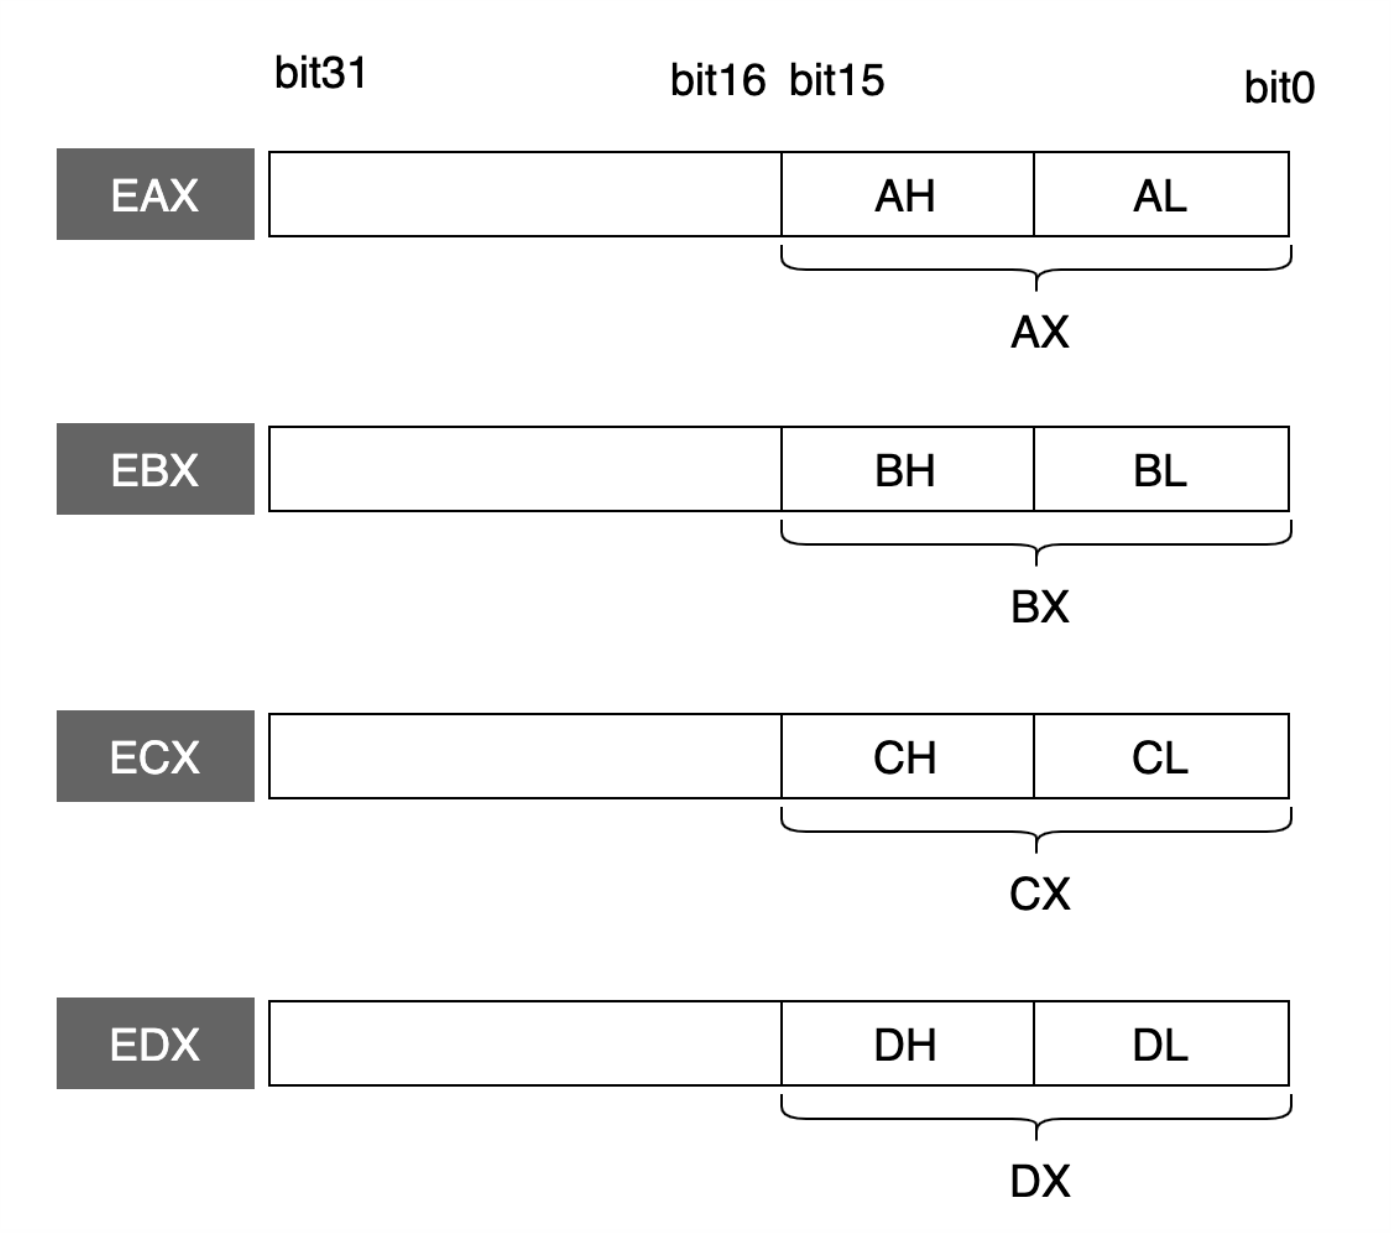 bit31 bit16 bit15 bit0
EAX AH AL
AX
EBX BH BL
BX
ECX CH CL
CX
EDX DH DL
DX